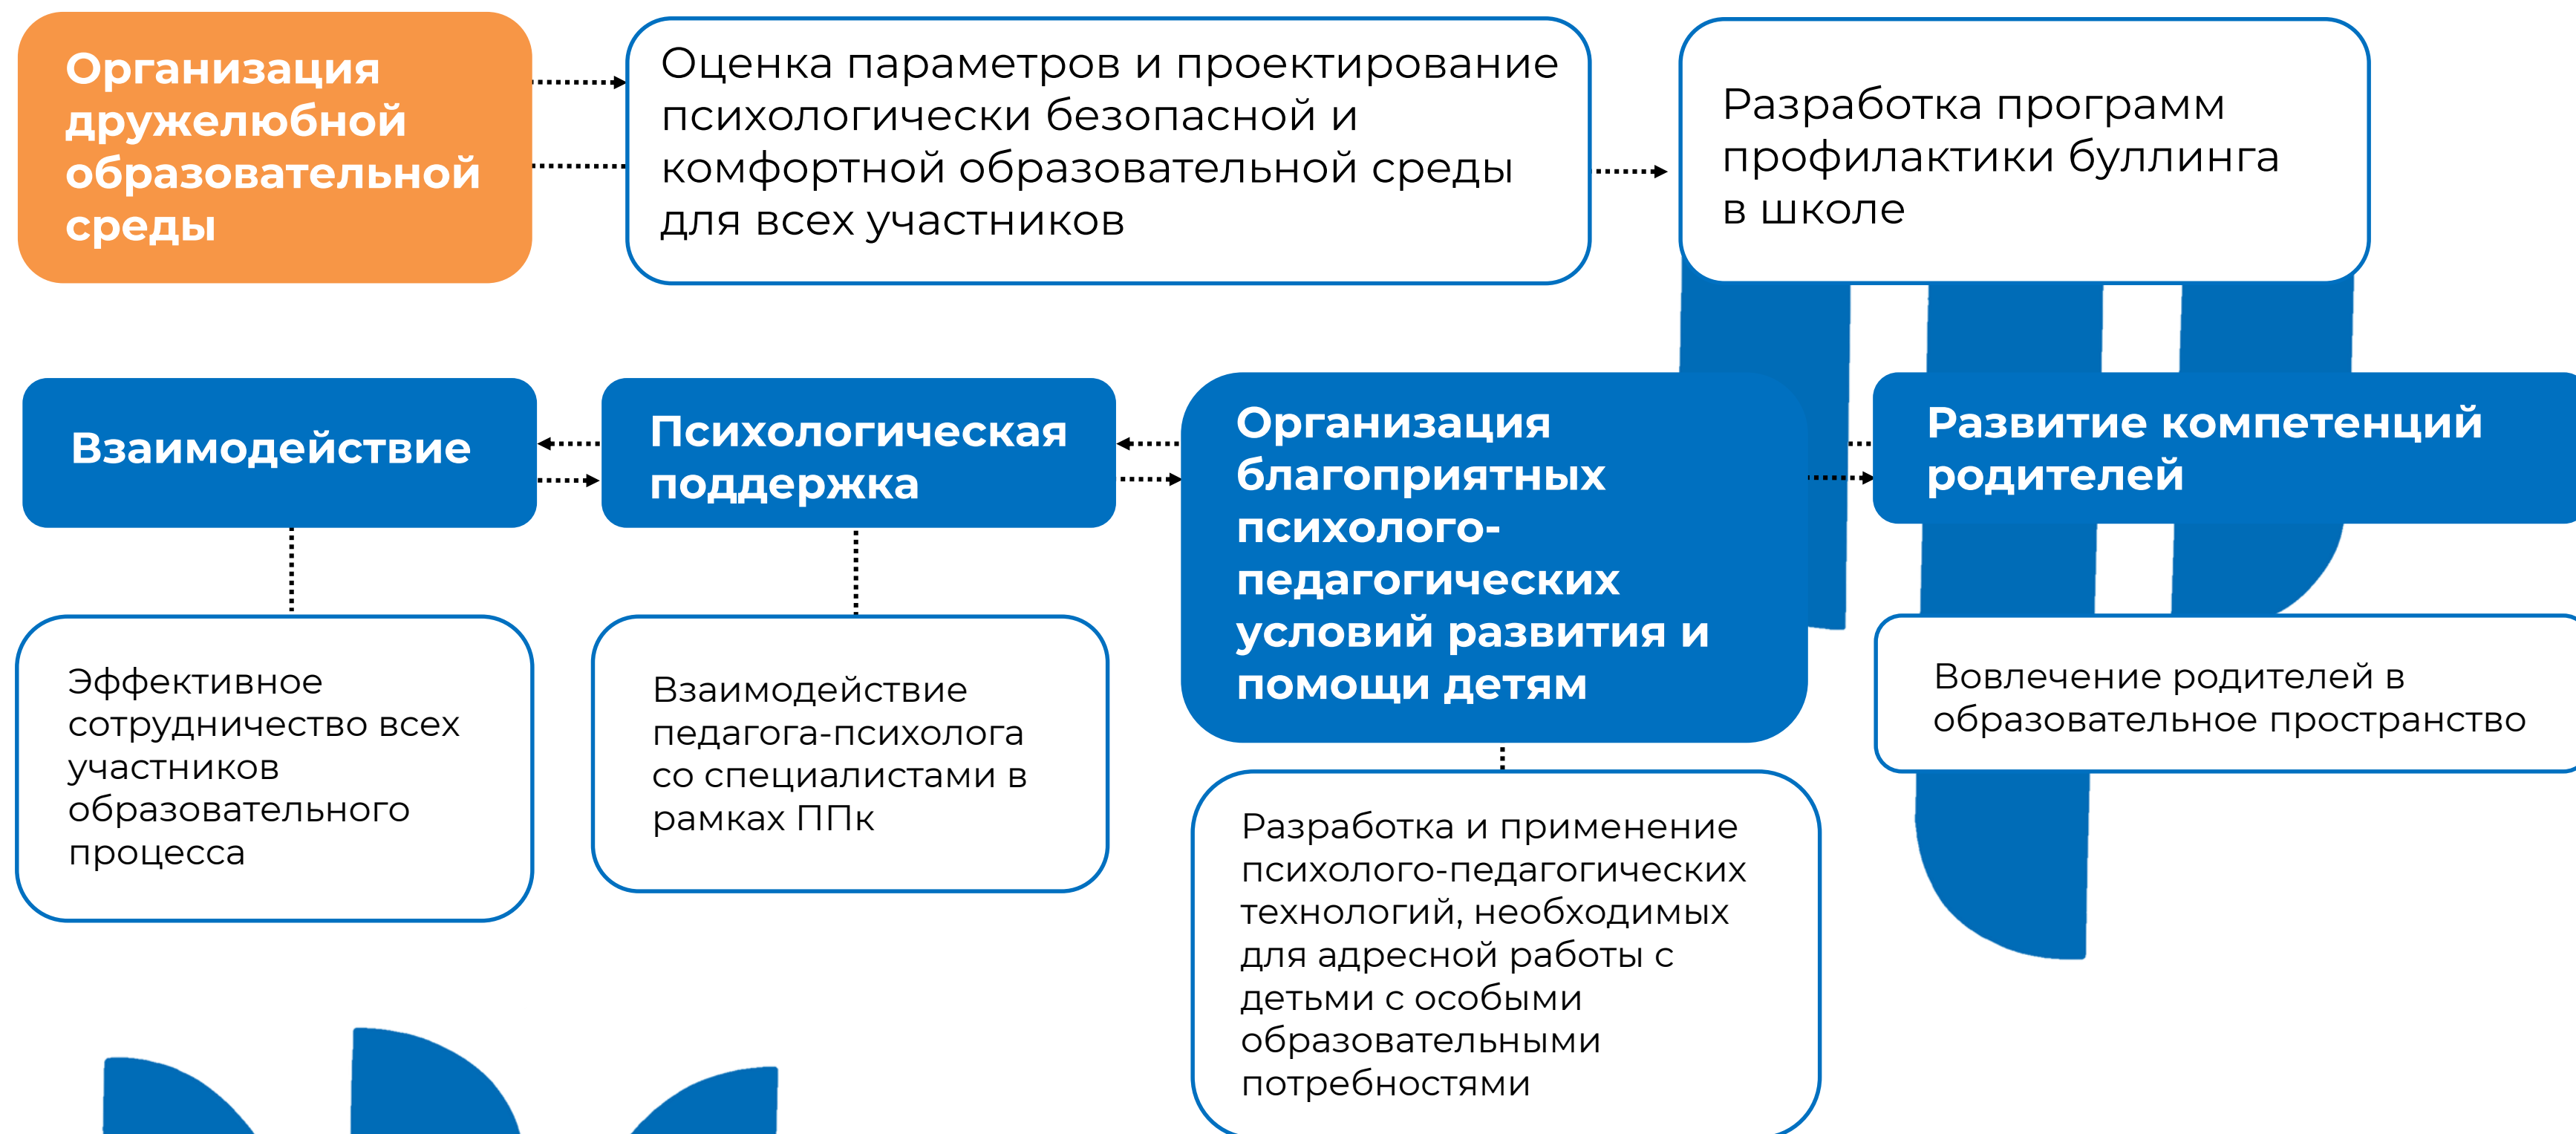 Организация
дружелюбной
образовательной
среды
Оценка параметров и проектирование
психологически безопасной и
комфортной образовательной среды
для всех участников
Разработка программ
профилактики буллинга
в школе
Взаимодействие
Психологическая
поддержка
Организация
благоприятных
психолого-
педагогических
условий развития и
помощи детям
Развитие компетенций
родителей
Эффективное
сотрудничество всех
участников
образовательного
процесса
Взаимодействие
педагога-психолога
со специалистами в
рамках ППк
Разработка и применение
психолого-педагогических
технологий, необходимых
для адресной работы с
детьми с особыми
образовательными
потребностями
Вовлечение родителей в
образовательное пространство